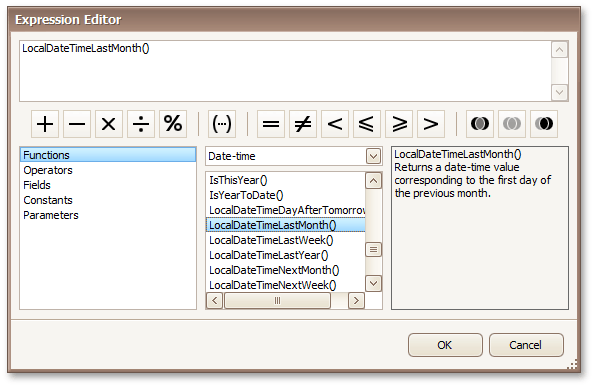 Expression Editor
LocalDateTimeLastMonth()
+ − × ÷ % (···) = ≠ < ⩽ ⩾ >
Functions
Operators
Fields
Constants
Parameters
Date-time
IsThisYear()
IsYearToDate()
LocalDateTimeDayAfterTomorrow
LocalDateTimeLastMonth()
LocalDateTimeLastWeek()
LocalDateTimeLastYear()
LocalDateTimeNextMonth()
LocalDateTimeNextWeek()
LocalDateTimeLastMonth()
Returns a date-time value
corresponding to the first day of
the previous month.
OK Cancel